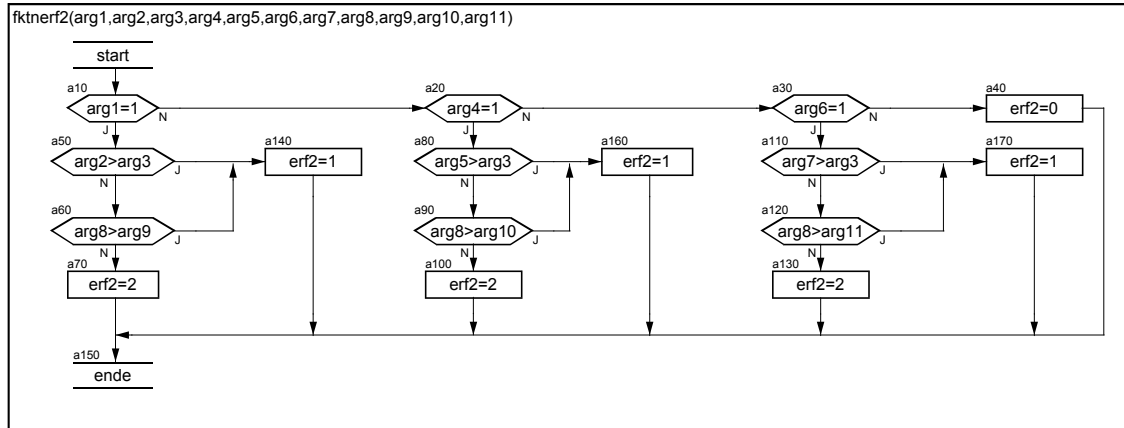 fktnerf2(arg1,arg2,arg3,arg4,arg5,arg6,arg7,arg8,arg9,arg10,arg11)
start
a10
arg1=1
N
J
a20
arg4=1
N
J
a30
arg6=1
N
J
a40
erf2=0
a50
arg2>arg3
J
N
a140
erf2=1
a80
arg5>arg3
J
N
a160
erf2=1
a110
arg7>arg3
J
N
a170
erf2=1
a60
arg8>arg9
J
N
a90
arg8>arg10
J
N
a120
arg8>arg11
J
N
a70
erf2=2
a100
erf2=2
a130
erf2=2
a150
ende